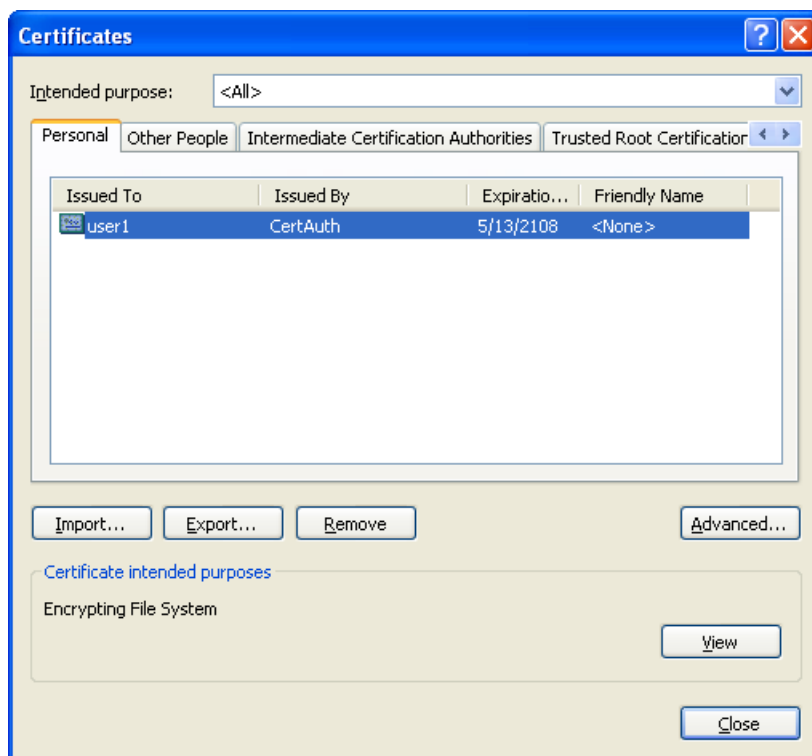 Certificates
Intended purpose: <All>
Personal Other People Intermediate Certification Authorities Trusted Root Certification
Issued To Issued By Expiratio... Friendly Name
user1 CertAuth 5/13/2108 <None>
Import... Export... Remove Advanced...
Certificate intended purposes
Encrypting File System
View
Close